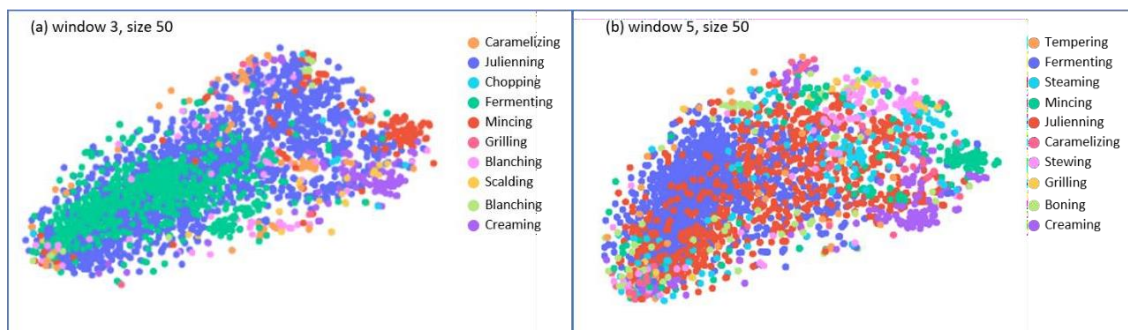 (a) window 3, size 50
Caramelizing
Julienning
Chopping
Fermenting
Mincing
Grilling
Blanching
Scalding
Blanching
Creaming
(b) window 5, size 50
Tempering
Fermenting
Steaming
Mincing
Julienning
Caramelizing
Stewing
Grilling
Boning
Creaming